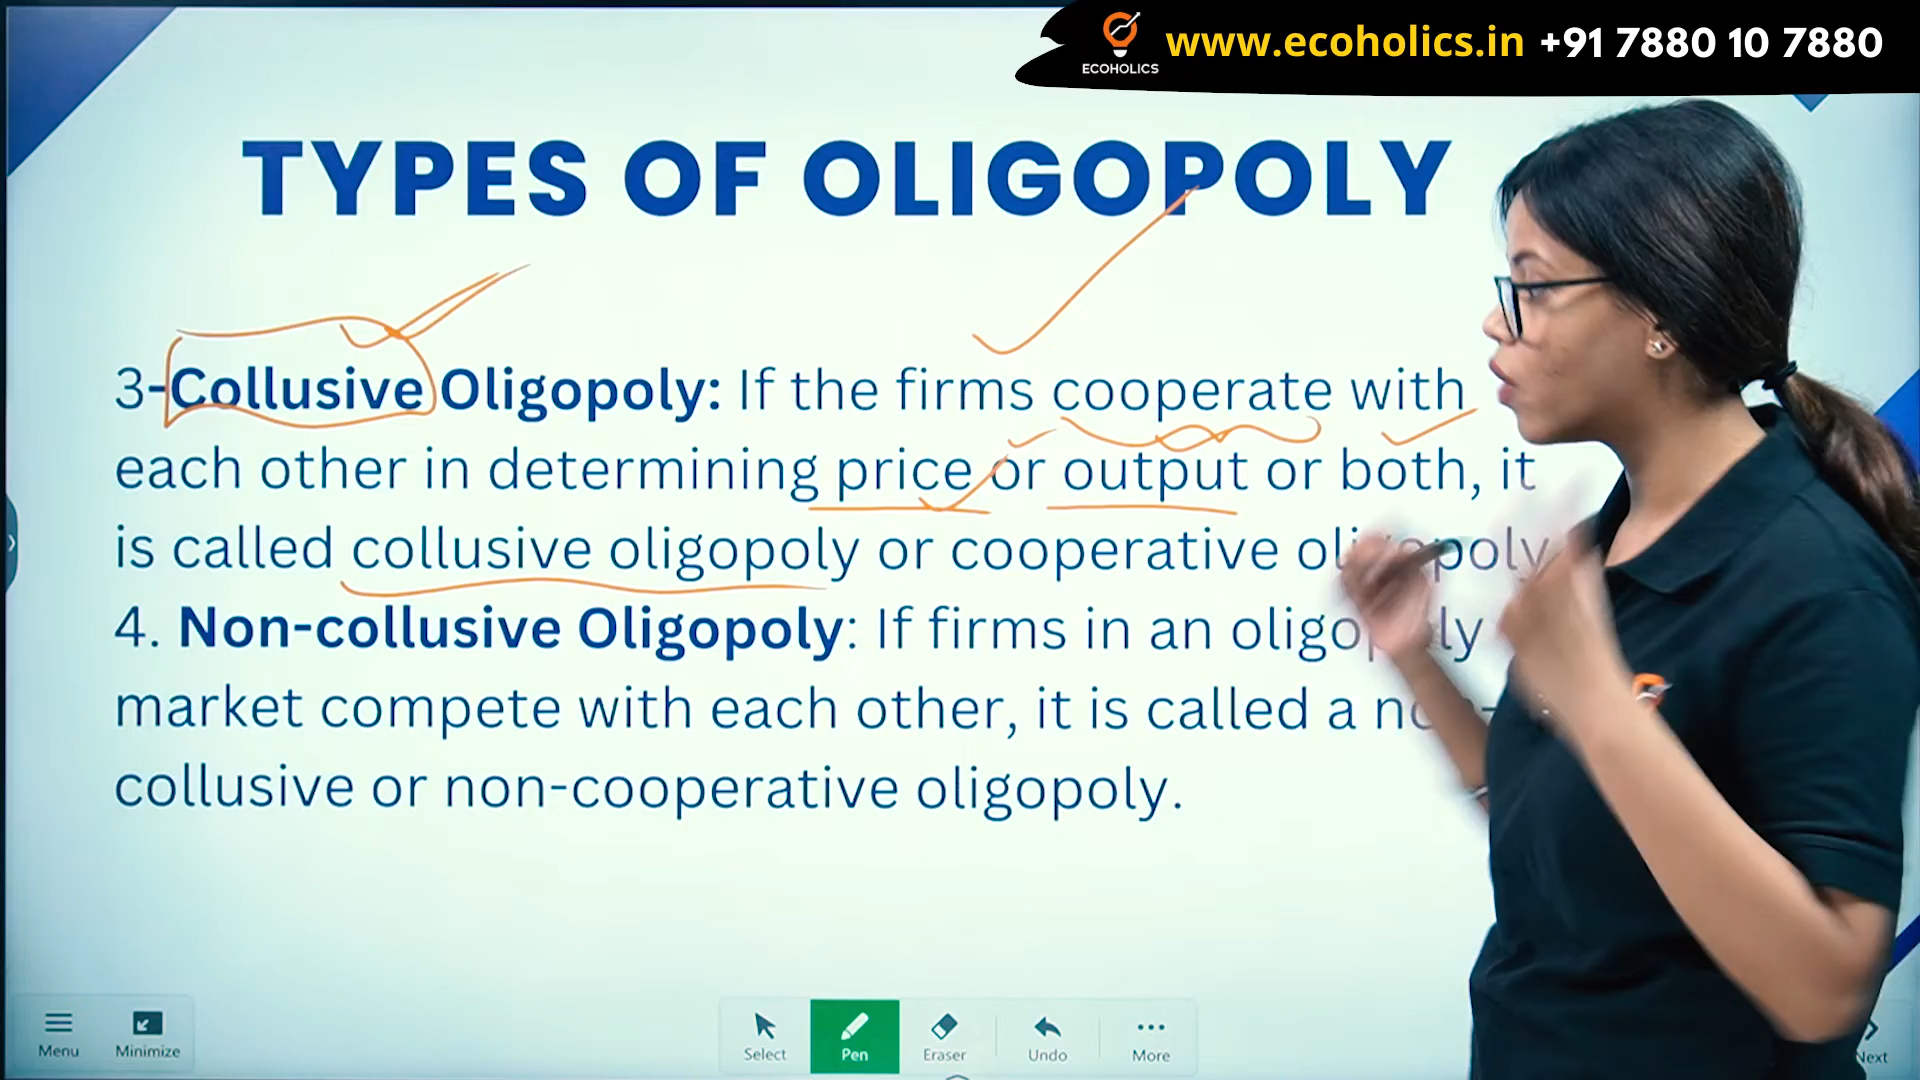 www.ecoholics.in +91 7880 10 7880
ECOHOLICS
TYPES OF OLIGOPOLY
3-Collusive Oligopoly: If the firms cooperate with
each other in determining price or output or both, it
is called collusive oligopoly or cooperative oligopoly
4. Non-collusive Oligopoly: If firms in an oligopoly
market compete with each other, it is called a non-
collusive or non-cooperative oligopoly.
Menu Minimize Select Pen Eraser Undo More Next